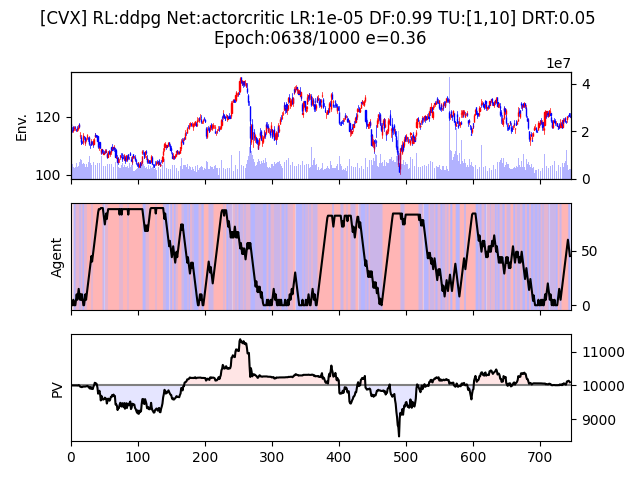 [CVX] RL:ddpg Net:actorcritic LR:1e-05 DF:0.99 TU:[1,10] DRT:0.05
Epoch:0638/1000 e=0.36
1e7
Env.
120
100
4
2
0
Agent
50
0
PV
11000
10000
9000
0 100 200 300 400 500 600 700